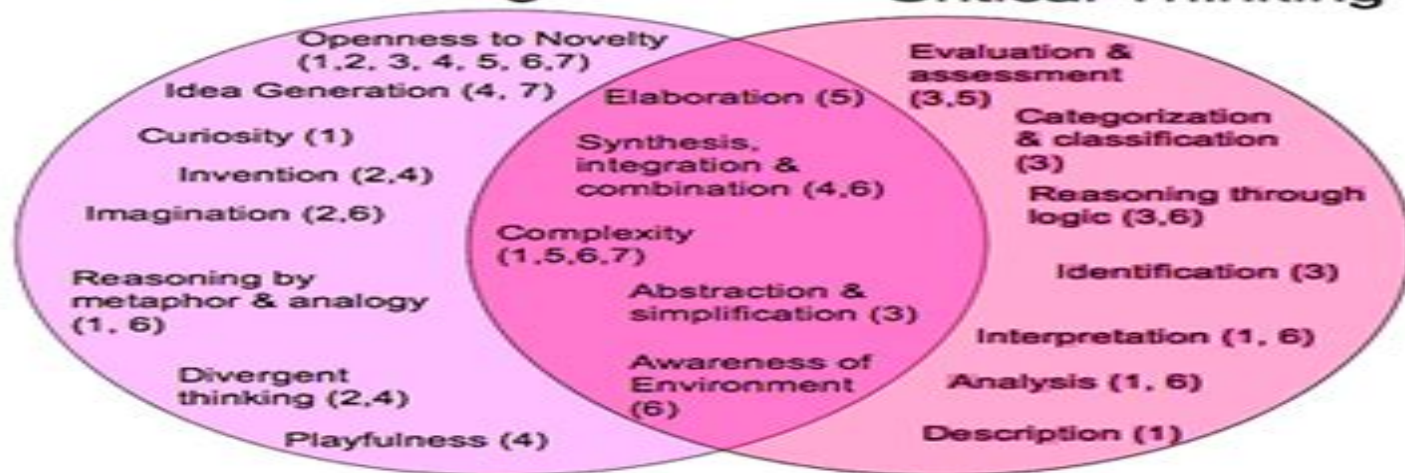 Critical Thinking
Openness to Novelty
(1,2, 3, 4, 5, 6,7)
Idea Generation (4, 7)
Curiosity (1)
Invention (2,4)
Imagination (2,6)
Reasoning by
metaphor & analogy
(1, 6)
Divergent
thinking (2,4)
Playfulness (4)
Elaboration (5)
Synthesis,
integration &
combination (4,6)
Complexity
(1,5,6,7)
Abstraction &
simplification (3)
Awareness of
Environment
(6)
Evaluation &
assessment
(3,5)
Categorization
& classification
(3)
Reasoning through
logic (3,6)
Identification (3)
Interpretation (1, 6)
Analysis (1, 6)
Description (1)